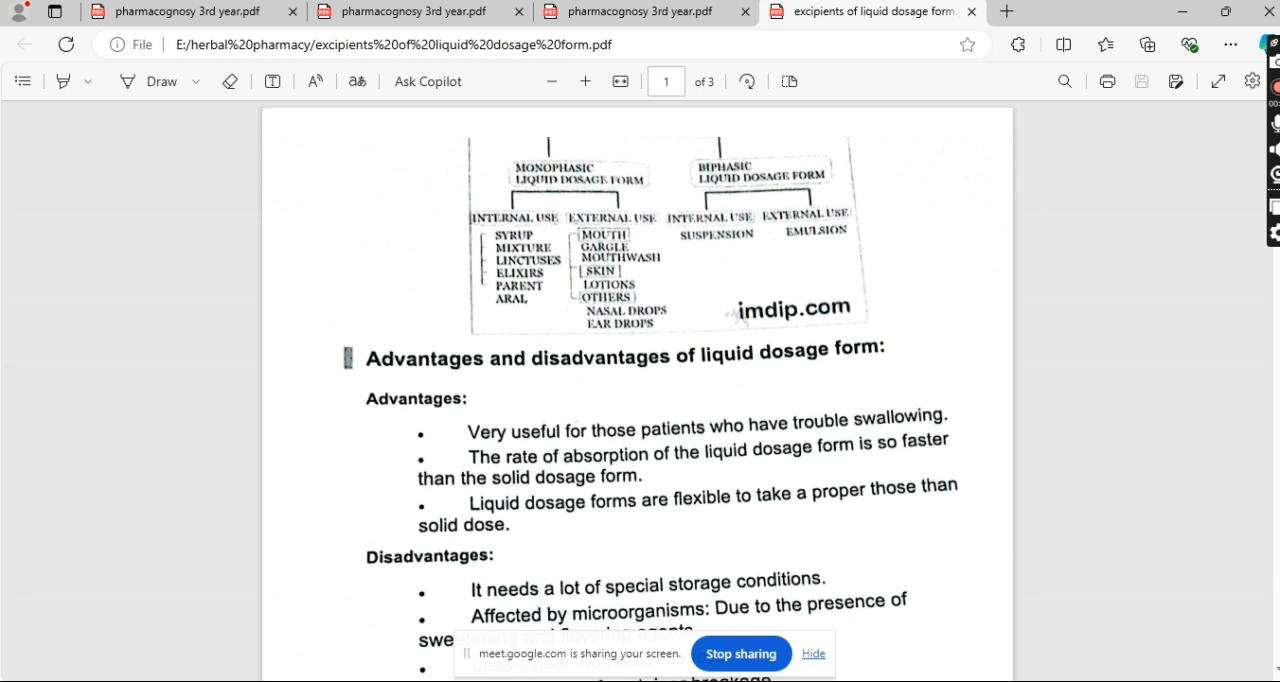 pharmacognosy 3rd year.pdf
pharmacognosy 3rd year.pdf
pharmacognosy 3rd year.pdf
excipients of liquid dosage form.
File
E:/herbal%20pharmacy/excipients%20of%20liquid%20dosage%20form.pdf
Draw
Ask Copilot
1
of 3
MONOPHASIC
LIQUID DOSAGE FORM
BIPHASIC
LIQUID DOSAGE FORM
INTERNAL USE
EXTERNAL USE
INTERNAL USE
EXTERNAL USE
SYRUP
MIXTURE
LINCTUSES
ELIXIRS
PARENT
ARAL
MOUTH
GARGLE
MOUTHWASH
[SKIN]
LOTIONS
[OTHERS]
NASAL DROPS
EAR DROPS
SUSPENSION
EMULSION
imdip.com
Advantages and disadvantages of liquid dosage form:
Advantages:
• Very useful for those patients who have trouble swallowing.
• The rate of absorption of the liquid dosage form is so faster
than the solid dosage form.
• Liquid dosage forms are flexible to take a proper those than
solid dose.
Disadvantages:
• It needs a lot of special storage conditions.
• Affected by microorganisms: Due to the presence of
sweetening and flavoring agents
• Less stable than
breakage
meet.google.com is sharing your screen.
Stop sharing
Hide